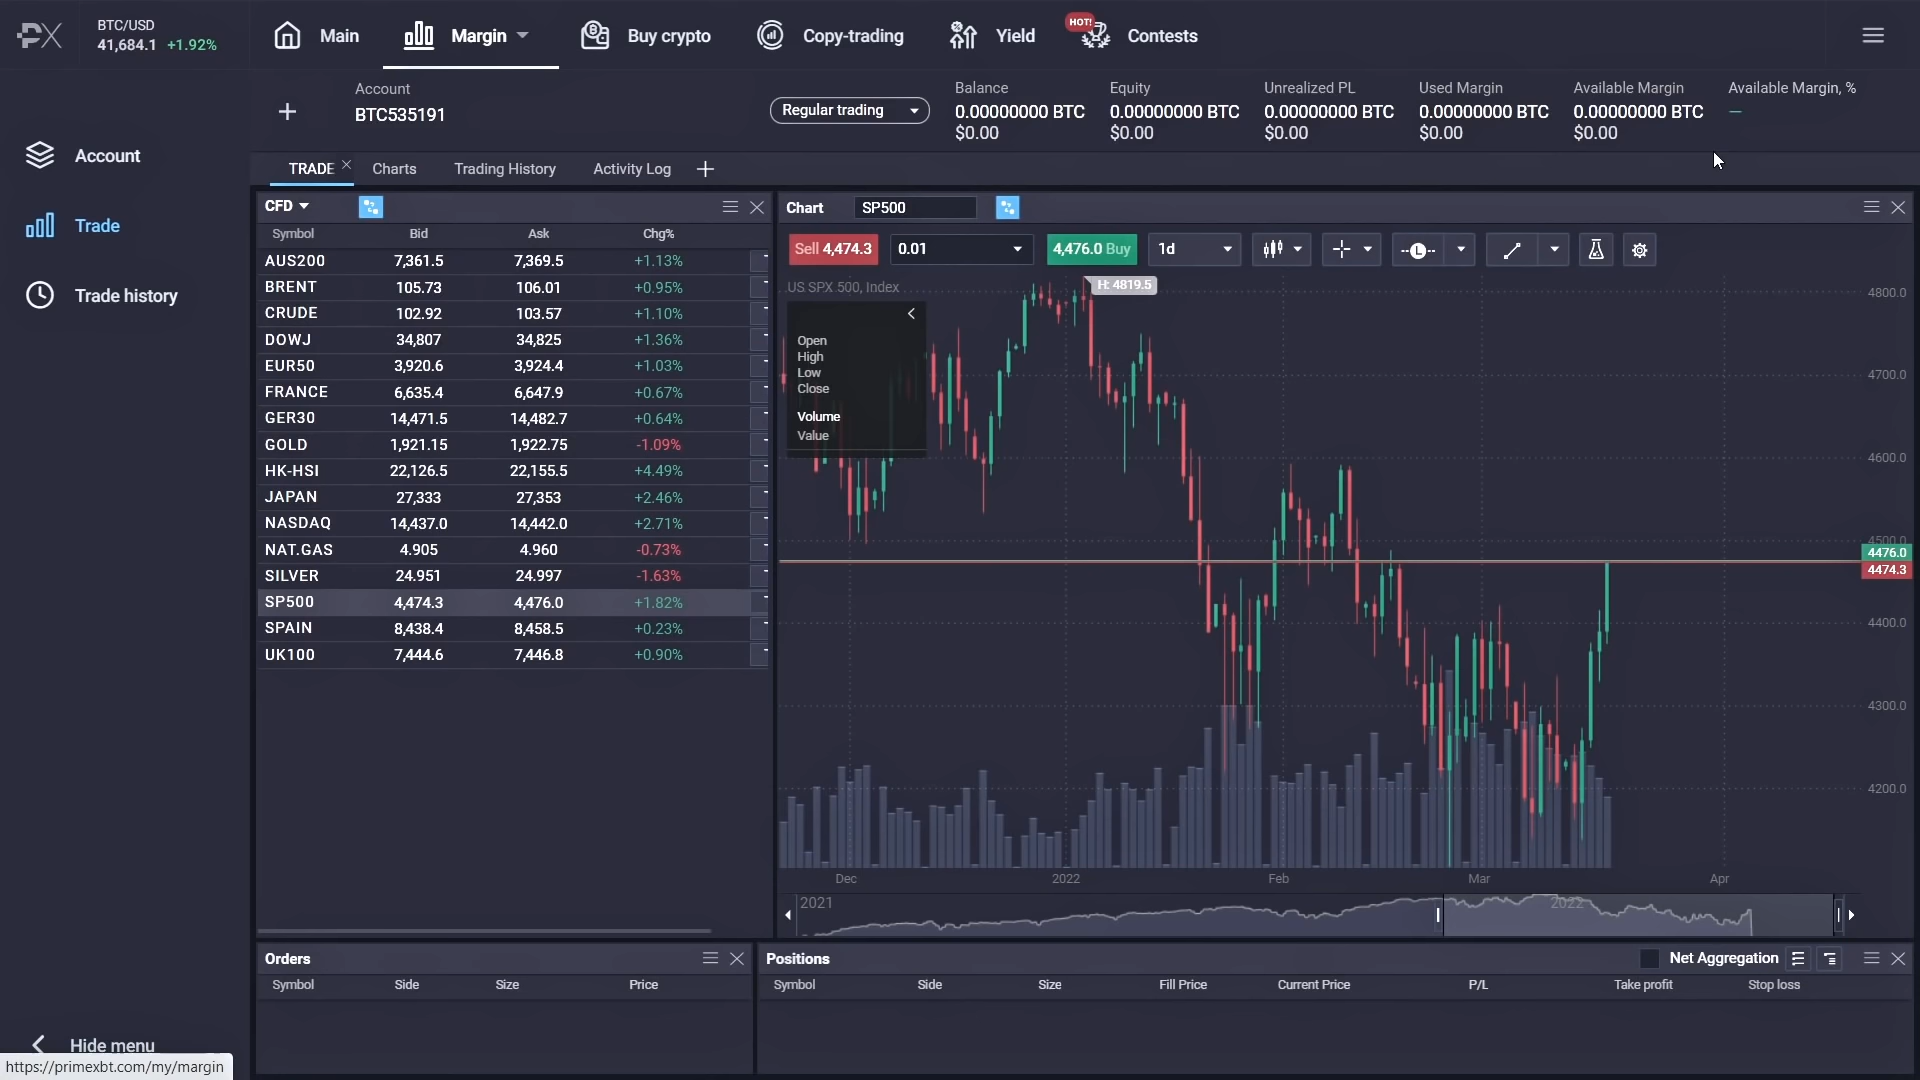 PX
BTC/USD
41,684.1 +1.92%
Main
Margin
Buy crypto
Copy-trading
Yield
HOT!
Contests
Account
BTC535191
Regular trading
Balance
0.00000000 BTC
$0.00
Equity
0.00000000 BTC
$0.00
Unrealized PL
0.00000000 BTC
$0.00
Used Margin
0.00000000 BTC
$0.00
Available Margin
0.00000000 BTC
$0.00
Available Margin, %
—
Account
Trade
Trade history
Hide menu
https://primexbt.com/my/margin
TRADE
Charts
Trading History
Activity Log
CFD
Symbol Bid Ask Chg%
AUS200 7,361.5 7,369.5 +1.13%
BRENT 105.73 106.01 +0.95%
CRUDE 102.92 103.57 +1.10%
DOWJ 34,807 34,825 +1.36%
EUR50 3,920.6 3,924.4 +1.03%
FRANCE 6,635.4 6,647.9 +0.67%
GER30 14,471.5 14,482.7 +0.64%
GOLD 1,921.15 1,922.75 -1.09%
HK-HSI 22,126.5 22,155.5 +4.49%
JAPAN 27,333 27,353 +2.46%
NASDAQ 14,437.0 14,442.0 +2.71%
NAT.GAS 4.905 4.960 -0.73%
SILVER 24.951 24.997 -1.63%
SP500 4,474.3 4,476.0 +1.82%
SPAIN 8,438.4 8,458.5 +0.23%
UK100 7,444.6 7,446.8 +0.90%
Chart SP500
Sell 4,474.3 0.01 4,476.0 Buy 1d L
US SPX 500, Index
H: 4819.5
Open
High
Low
Close
Volume
Value
4800.0
4700.0
4600.0
4500.0
4476.0
4474.3
4400.0
4300.0
4200.0
Dec 2022 Feb Mar Apr
2021 2022
Orders
Symbol Side Size Price
Positions
Net Aggregation
Symbol Side Size Fill Price Current Price P/L Take profit Stop loss